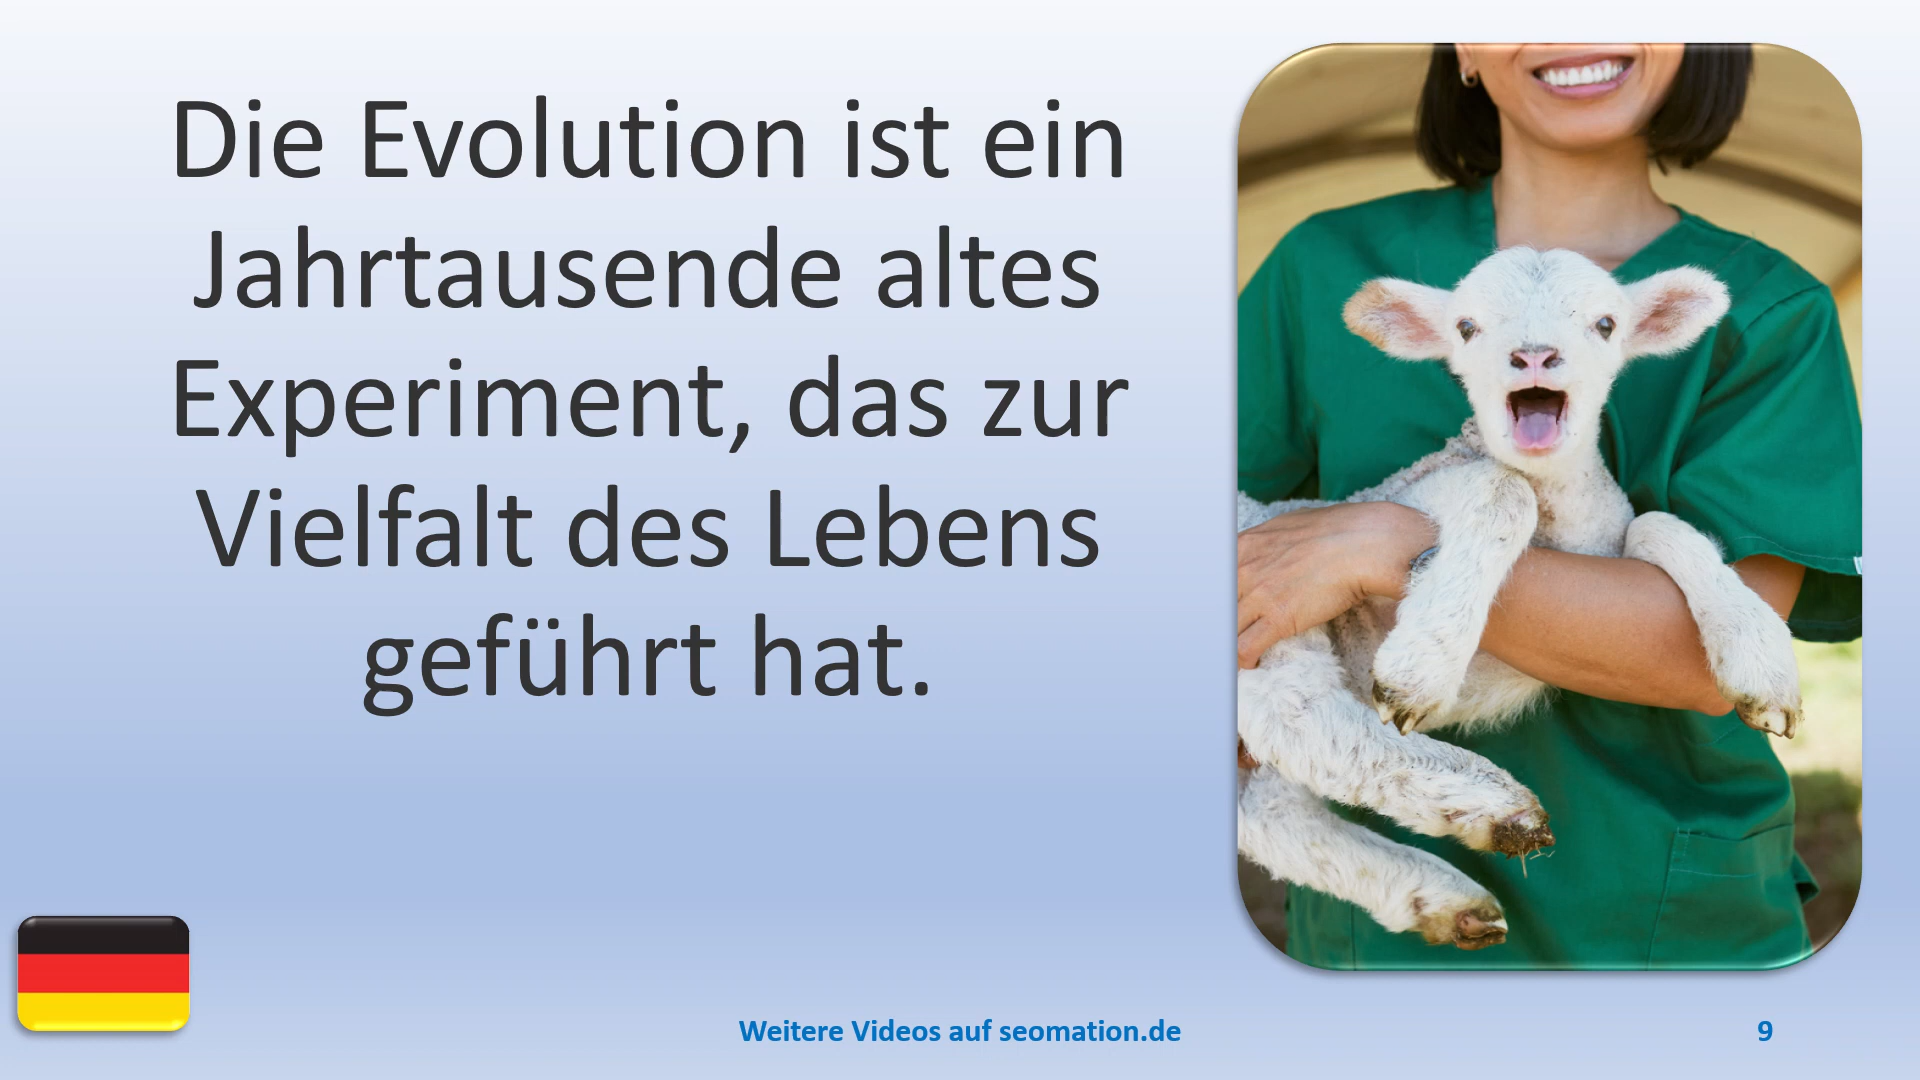 Die Evolution ist ein
Jahrtausende altes
Experiment, das zur
Vielfalt des Lebens
geführt hat.
Weitere Videos auf seomation.de
9